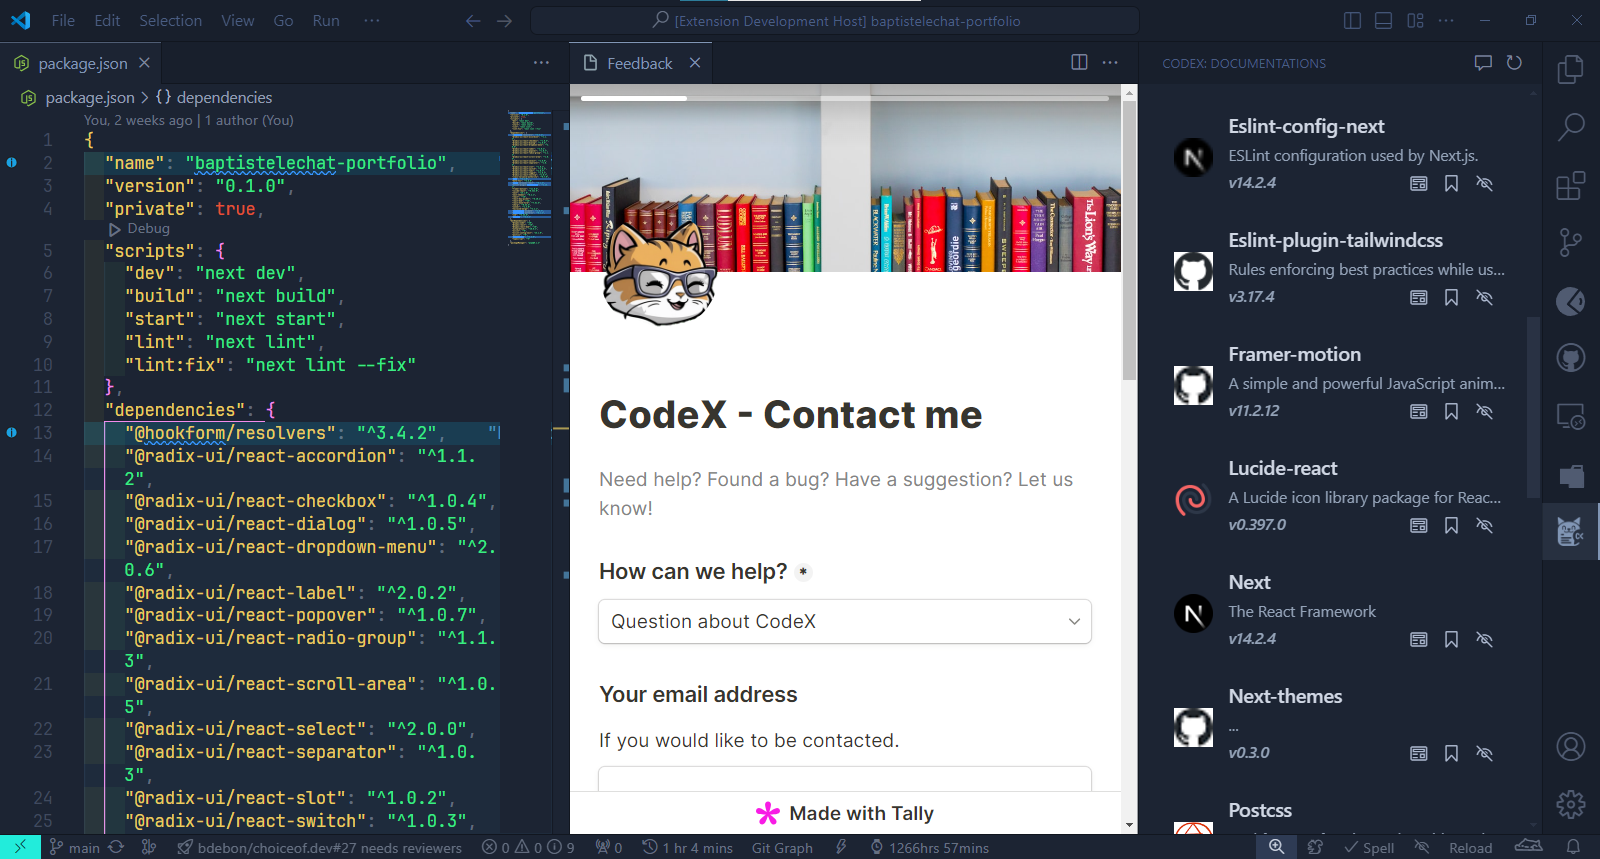 File Edit Selection View Go Run ···
[Extension Development Host] baptistelechat-portfolio
package.json
package.json > {} dependencies
You, 2 weeks ago | 1 author (You)
1 {
2 "name": "baptistelechat-portfolio",
3 "version": "0.1.0",
4 "private": true,
Debug
5 "scripts": {
6 "dev": "next dev",
7 "build": "next build",
8 "start": "next start",
9 "lint": "next lint",
10 "lint:fix": "next lint --fix"
11 },
12 "dependencies": {
13 "@hookform/resolvers": "^3.4.2",
14 "@radix-ui/react-accordion": "^1.1.
2",
15 "@radix-ui/react-checkbox": "^1.0.4",
16 "@radix-ui/react-dialog": "^1.0.5",
17 "@radix-ui/react-dropdown-menu": "^2.
0.6",
18 "@radix-ui/react-label": "^2.0.2",
19 "@radix-ui/react-popover": "^1.0.7",
20 "@radix-ui/react-radio-group": "^1.1.
3",
21 "@radix-ui/react-scroll-area": "^1.0.
5",
22 "@radix-ui/react-select": "^2.0.0",
23 "@radix-ui/react-separator": "^1.0.
3",
24 "@radix-ui/react-slot": "^1.0.2",
25 "@radix-ui/react-switch": "^1.0.3",
Feedback
The Lion's Way
CodeX - Contact me
Need help? Found a bug? Have a suggestion? Let us
know!
How can we help? *
Question about CodeX
Your email address
If you would like to be contacted.
Made with Tally
CODEX: DOCUMENTATIONS
Eslint-config-next
ESLint configuration used by Next.js.
v14.2.4
Eslint-plugin-tailwindcss
Rules enforcing best practices while us...
v3.17.4
Framer-motion
A simple and powerful JavaScript anim...
v11.2.12
Lucide-react
A Lucide icon library package for Reac...
v0.397.0
Next
The React Framework
v14.2.4
Next-themes
...
v0.3.0
Postcss
main
bdebon/choiceof.dev#27 needs reviewers
0 0 9
0
1 hr 4 mins
Git Graph
1266hrs 57mins
Spell
Reload